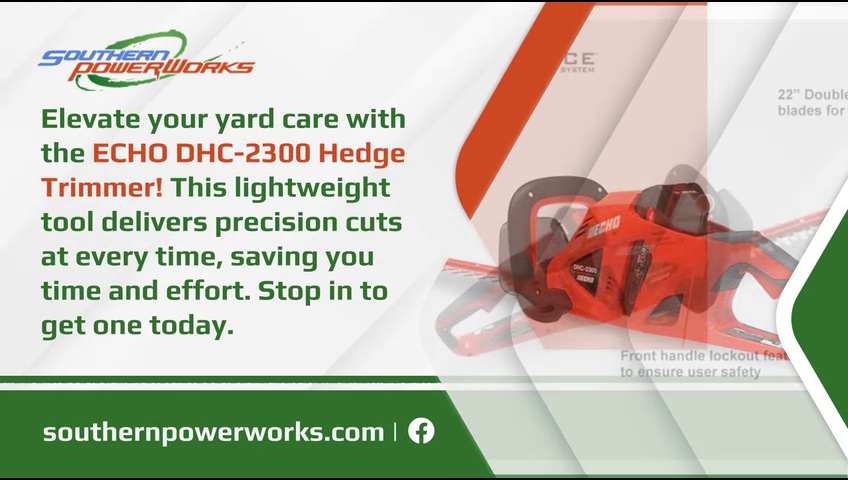 SOUTHERN
POWERWORKS
Elevate your yard care with
the ECHO DHC-2300 Hedge
Trimmer! This lightweight
tool delivers precision cuts
at every time, saving you
time and effort. Stop in to
get one today.
CE
SYSTEM
22" Double
blades for
ECHO
DHC-2300
ECHO
Front handle lockout feat
to ensure user safety
southernpowerworks.com |